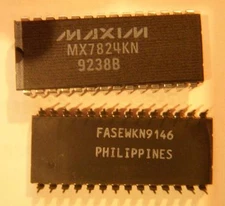 MAXIM
MX7824KN
9238B
FASEWKN9146
PHILIPPINES